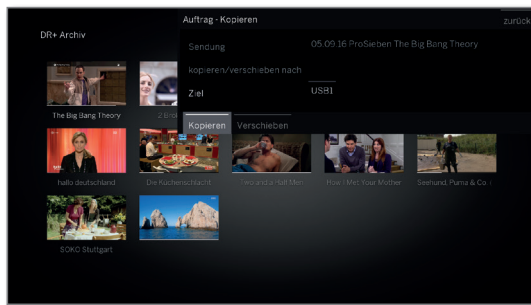 Auftrag - Kopieren
zurück
DR+ Archiv
Sendung
05.09.16 ProSieben The Big Bang Theory
kopieren/verschieben nach
Ziel
USB1
Kopieren
Verschieben
The Big Bang Theory
2 Bro
hallo deutschland
Die Küchenschlacht
Two and a Half Men
How I Met Your Mother
Seehund, Puma & Co.
SOKO Stuttgart